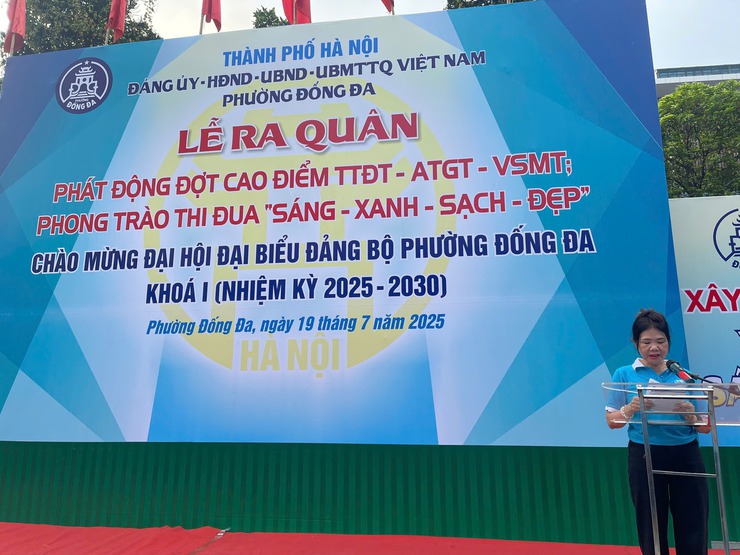 THÀNH PHỐ HÀ NỘI
ĐẢNG ỦY-HĐND-UBND-UBMTTQ VIỆT NAM
PHƯỜNG ĐỐNG ĐA
LỄ RA QUÂN
PHÁT ĐỘNG ĐỢT CAO ĐIỂM TTĐT - ATGT - VSMT;
PHONG TRÀO THI ĐUA "SÁNG - XANH - SẠCH - ĐẸP"
CHÀO MỪNG ĐẠI HỘI ĐẠI BIỂU ĐẢNG BỘ PHƯỜNG ĐỐNG ĐA
KHOÁ I (NHIỆM KỲ 2025-2030)
Phường Đống Đa, ngày 19 tháng 7 năm 2025
HÀ NỘI
PHƯỜNG
ĐỐNG ĐA
XÂY